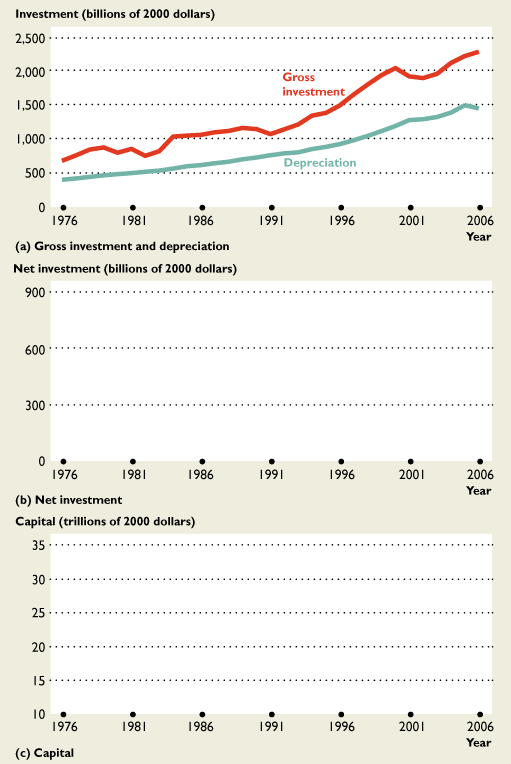 Investment (billions of 2000 dollars)
2,500
2,000
1,500
1,000
500
0
Gross
investment
Depreciation
1976 1981 1986 1991 1996 2001 2006
Year
(a) Gross investment and depreciation
Net investment (billions of 2000 dollars)
900
600
300
0
1976 1981 1986 1991 1996 2001 2006
Year
(b) Net investment
Capital (trillions of 2000 dollars)
35
30
25
20
15
10
1976 1981 1986 1991 1996 2001 2006
Year
(c) Capital